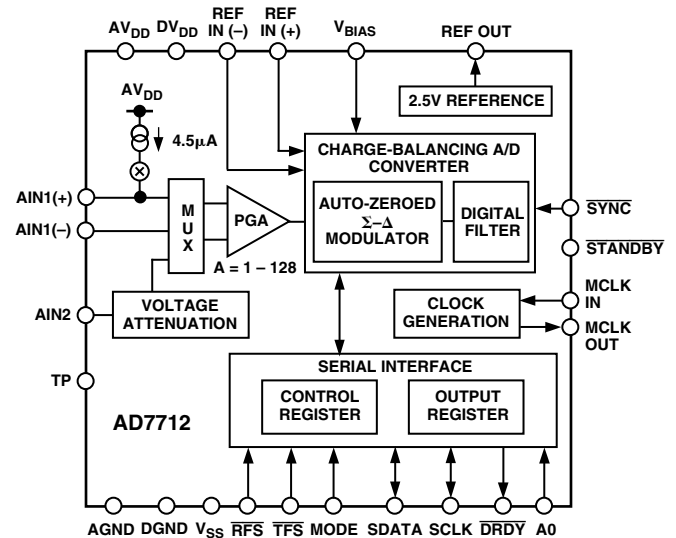 AVDD DVDD REF IN (–) REF IN (+) VBIAS REF OUT
AVDD
4.5μA
2.5V REFERENCE
CHARGE-BALANCING A/D
CONVERTER
AUTO-ZEROED
Σ–Δ
MODULATOR
DIGITAL
FILTER
AIN1(+)
AIN1(–)
MUX
PGA
A = 1 – 128
SYNC
STANDBY
AIN2
VOLTAGE
ATTENUATION
CLOCK
GENERATION
MCLK
IN
MCLK
OUT
TP
SERIAL INTERFACE
CONTROL
REGISTER
OUTPUT
REGISTER
AD7712
AGND DGND VSS RFS TFS MODE SDATA SCLK DRDY A0